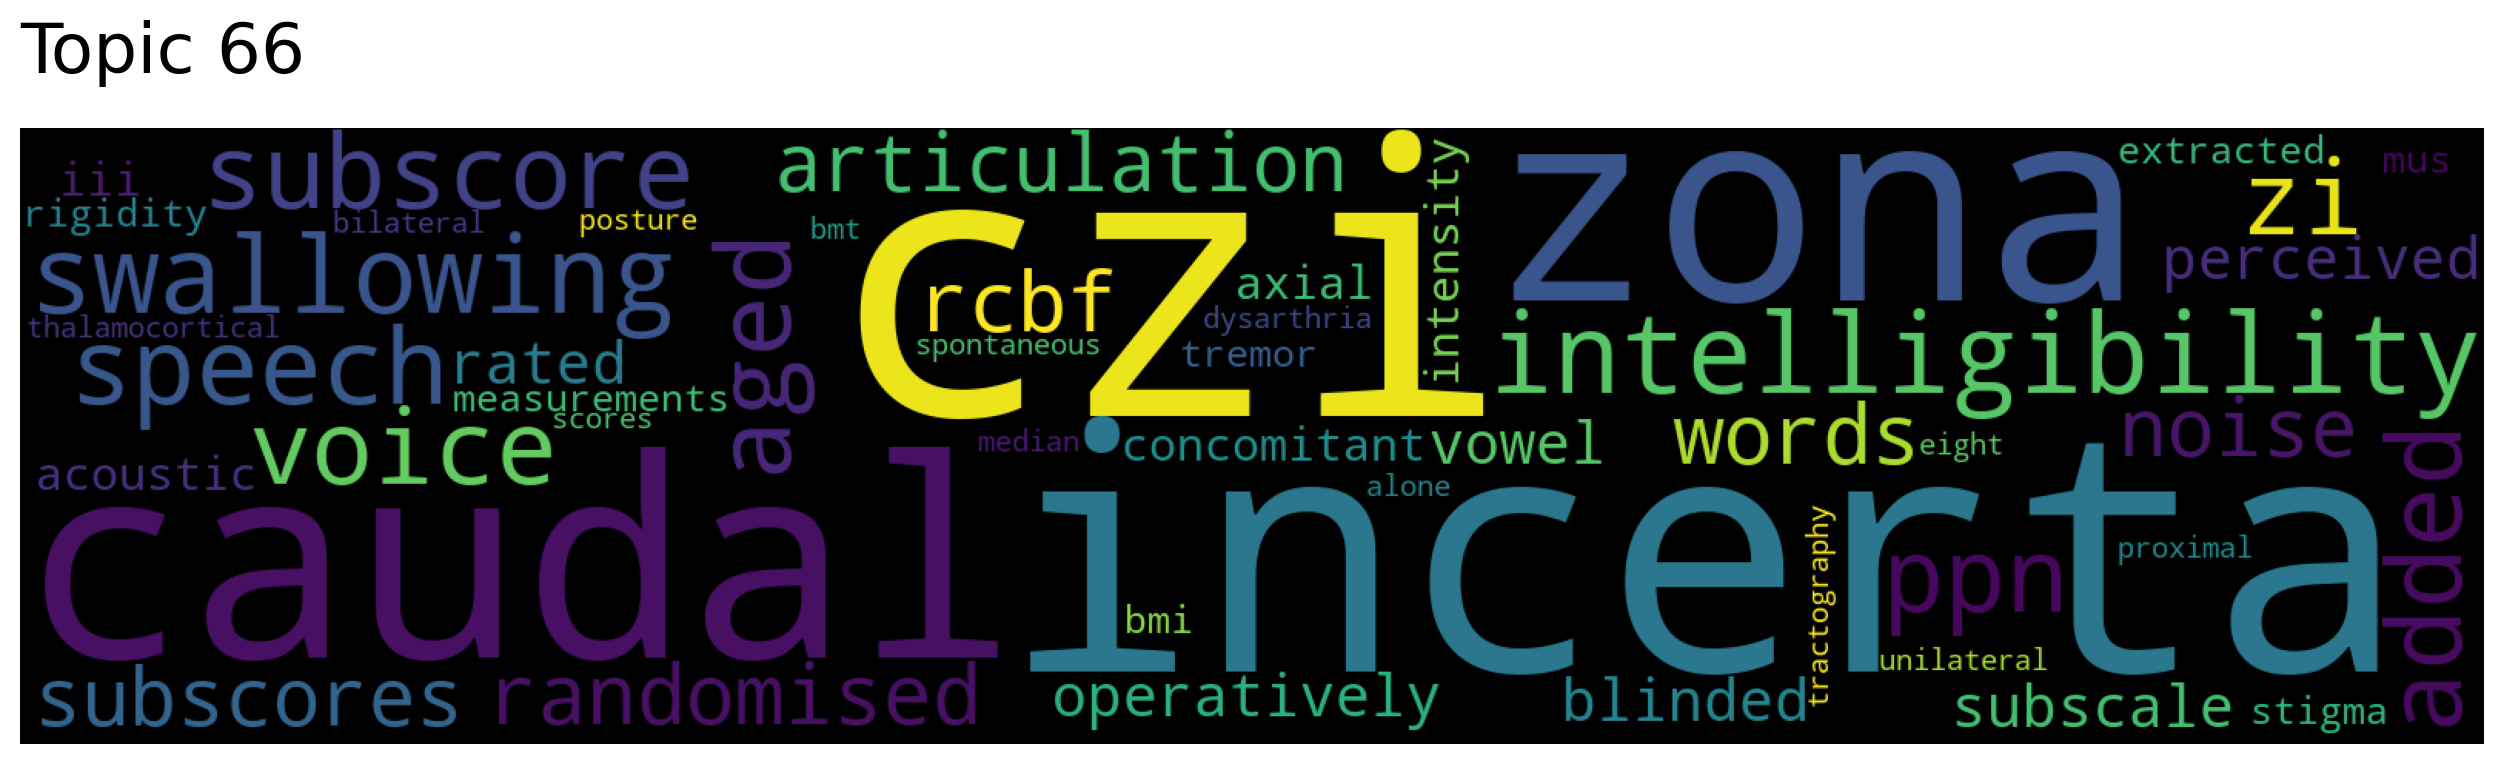 Topic 66
iii
subscore
articulation
intensity
zona
extracted
zi
mus
rigidity
bilateral
posture
bmt
czi
perceived
swallowing
aged
rcbf
axial
thalamocortical
dysarthria
spontaneous
tremor
intelligibility
speech
rated
measurements
scores
voice
acoustic
median
concomitant
vowel
words
eight
noise
added
caudal
incerta
alone
tractography
ppn
proximal
bmi
unilateral
subscores
randomised
operatively
blinded
subscale
stigma